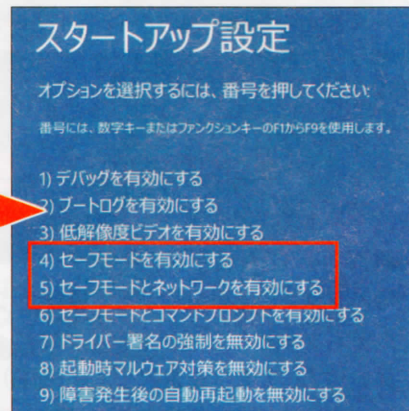 スタートアップ設定
オプションを選択するには、番号を押してください:
番号には、数字キーまたはファンクションキーのF1からF9を使用します。
1) デバッグを有効にする
2) ブートログを有効にする
3) 低解像度ビデオを有効にする
4) セーフモードを有効にする
5) セーフモードとネットワークを有効にする
6) セーフモードとコマンドプロンプトを有効にする
7) ドライバー署名の強制を無効にする
8) 起動時マルウェア対策を無効にする
9) 障害発生後の自動再起動を無効にする